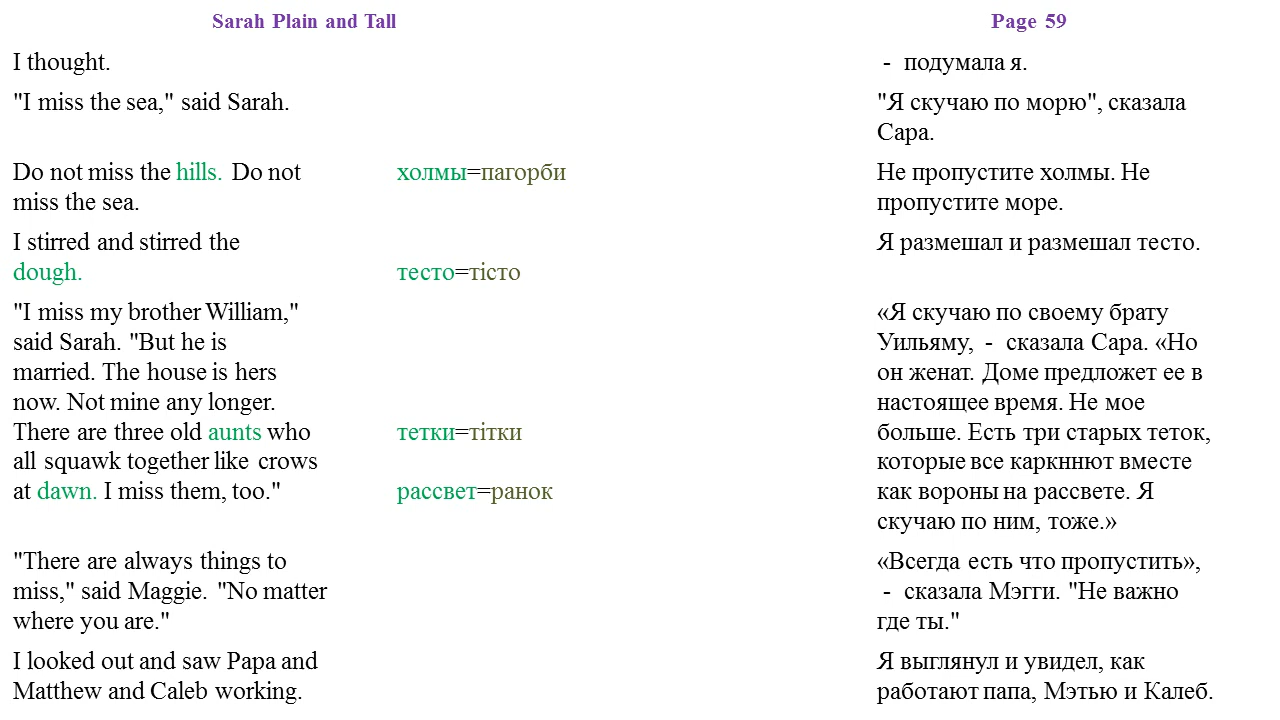 Sarah Plain and Tall
Page 59
I thought.
- подумала я.
"I miss the sea," said Sarah.
"Я скучаю по морю", сказала
Сара.
Do not miss the hills. Do not
miss the sea.
холмы=пагорби
Не пропустите холмы. Не
пропустите море.
I stirred and stirred the
dough.
тесто=тісто
Я размешал и размешал тесто.
"I miss my brother William,"
said Sarah. "But he is
married. The house is hers
now. Not mine any longer.
There are three old aunts who
all squawk together like crows
at dawn. I miss them, too."
тетки=тітки
рассвет=ранок
«Я скучаю по своему брату
Уильяму, - сказала Сара. «Но
он женат. Доме предложет ее в
настоящее время. Не мое
больше. Есть три старых теток,
которые все каркннют вместе
как вороны на рассвете. Я
скучаю по ним, тоже.»
"There are always things to
miss," said Maggie. "No matter
where you are."
«Всегда есть что пропустить»,
- сказала Мэгги. "Не важно
где ты."
I looked out and saw Papa and
Matthew and Caleb working.
Я выглянул и увидел, как
работают папа, Мэтью и Калеб.